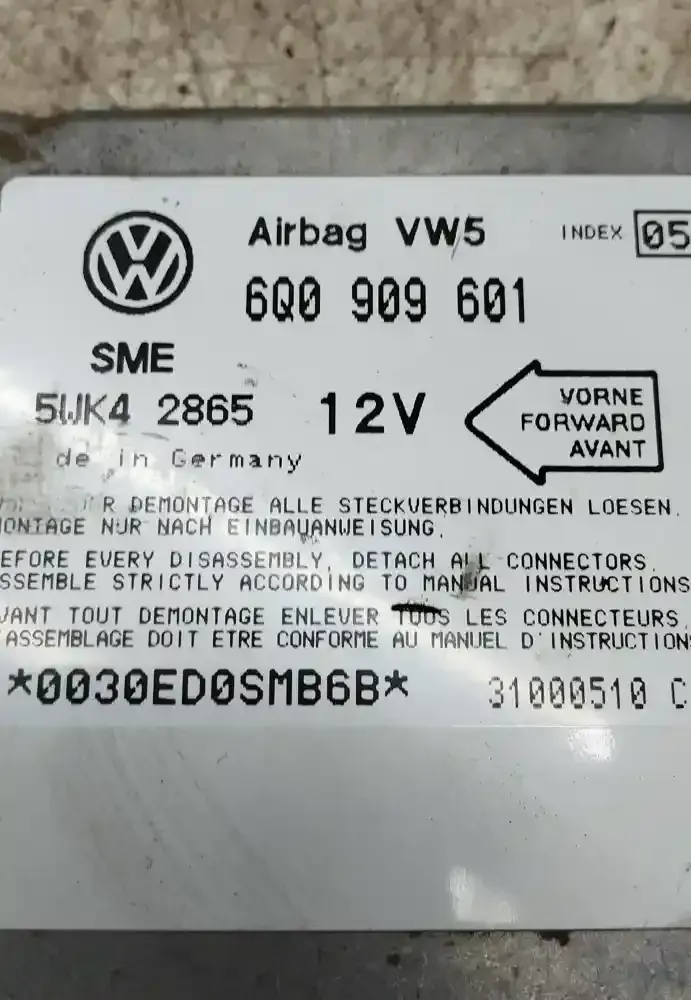 Airbag VW5 INDEX 05
6Q0 909 601
SME
5WK4 2865 12V
VORNE
FORWARD
AVANT
de in Germany
R DEMONTAGE ALLE STECKVERBINDUNGEN LOESEN.
ONTAGE NUR NACH EINBAUANWEISUNG.
EFORE EVERY DISASSEMBLY, DETACH ALL CONNECTORS.
SSEMBLE STRICTLY ACCORDING TO MANUAL INSTRUCTIONS
VANT TOUT DEMONTAGE ENLEVER TOUS LES CONNECTEURS.
'ASSEMBLAGE DOIT ETRE CONFORME AU MANUEL D'INSTRUCTION
*0030ED0SMB6B* 31000510 C